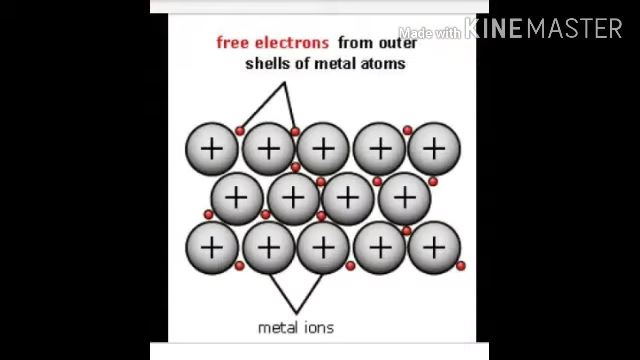 Made with KINEMASTER
free electrons from outer
shells of metal atoms
+ + + + +
+ + + +
+ + + + +
metal ions